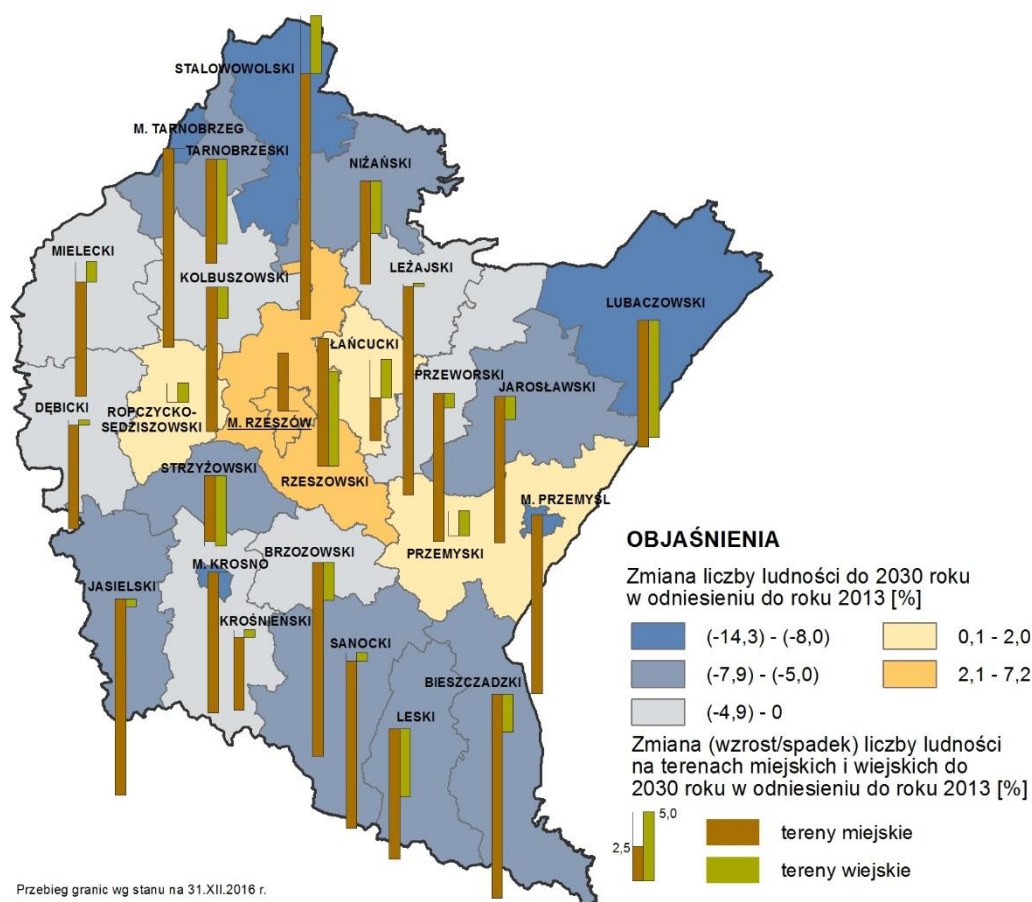 STALOWOWOLSKI
M. TARNOBRZEG
TARNOBRZESKI
NIŻAŃSKI
MIELECKI
KOLBUSZOWSKI
LEŻAJSKI
LUBACZOWSKI
ŁAŃCUCKI
PRZEWORSKI
JAROSŁAWSKI
DĘBICKI
ROPCZYCKO-
SĘDZISZOWSKI
M. RZESZÓW
STRZYŻOWSKI
RZESZOWSKI
M. PRZEMYŚL
PRZEMYSKI
BRZOZOWSKI
M. KROSNO
JASIELSKI
KROŚNIEŃSKI
SANOCKI
BIESZCZADZKI
LESKI
OBJAŚNIENIA
Zmiana liczby ludności do 2030 roku
w odniesieniu do roku 2013 [%]
(-14,3) - (-8,0)
0,1 - 2,0
(-7,9) - (-5,0)
2,1 - 7,2
(-4,9) - 0
Zmiana (wzrost/spadek) liczby ludności
na terenach miejskich i wiejskich do
2030 roku w odniesieniu do roku 2013 [%]
5,0
2,5
tereny miejskie
tereny wiejskie
Przebieg granic wg stanu na 31.XII.2016 r.